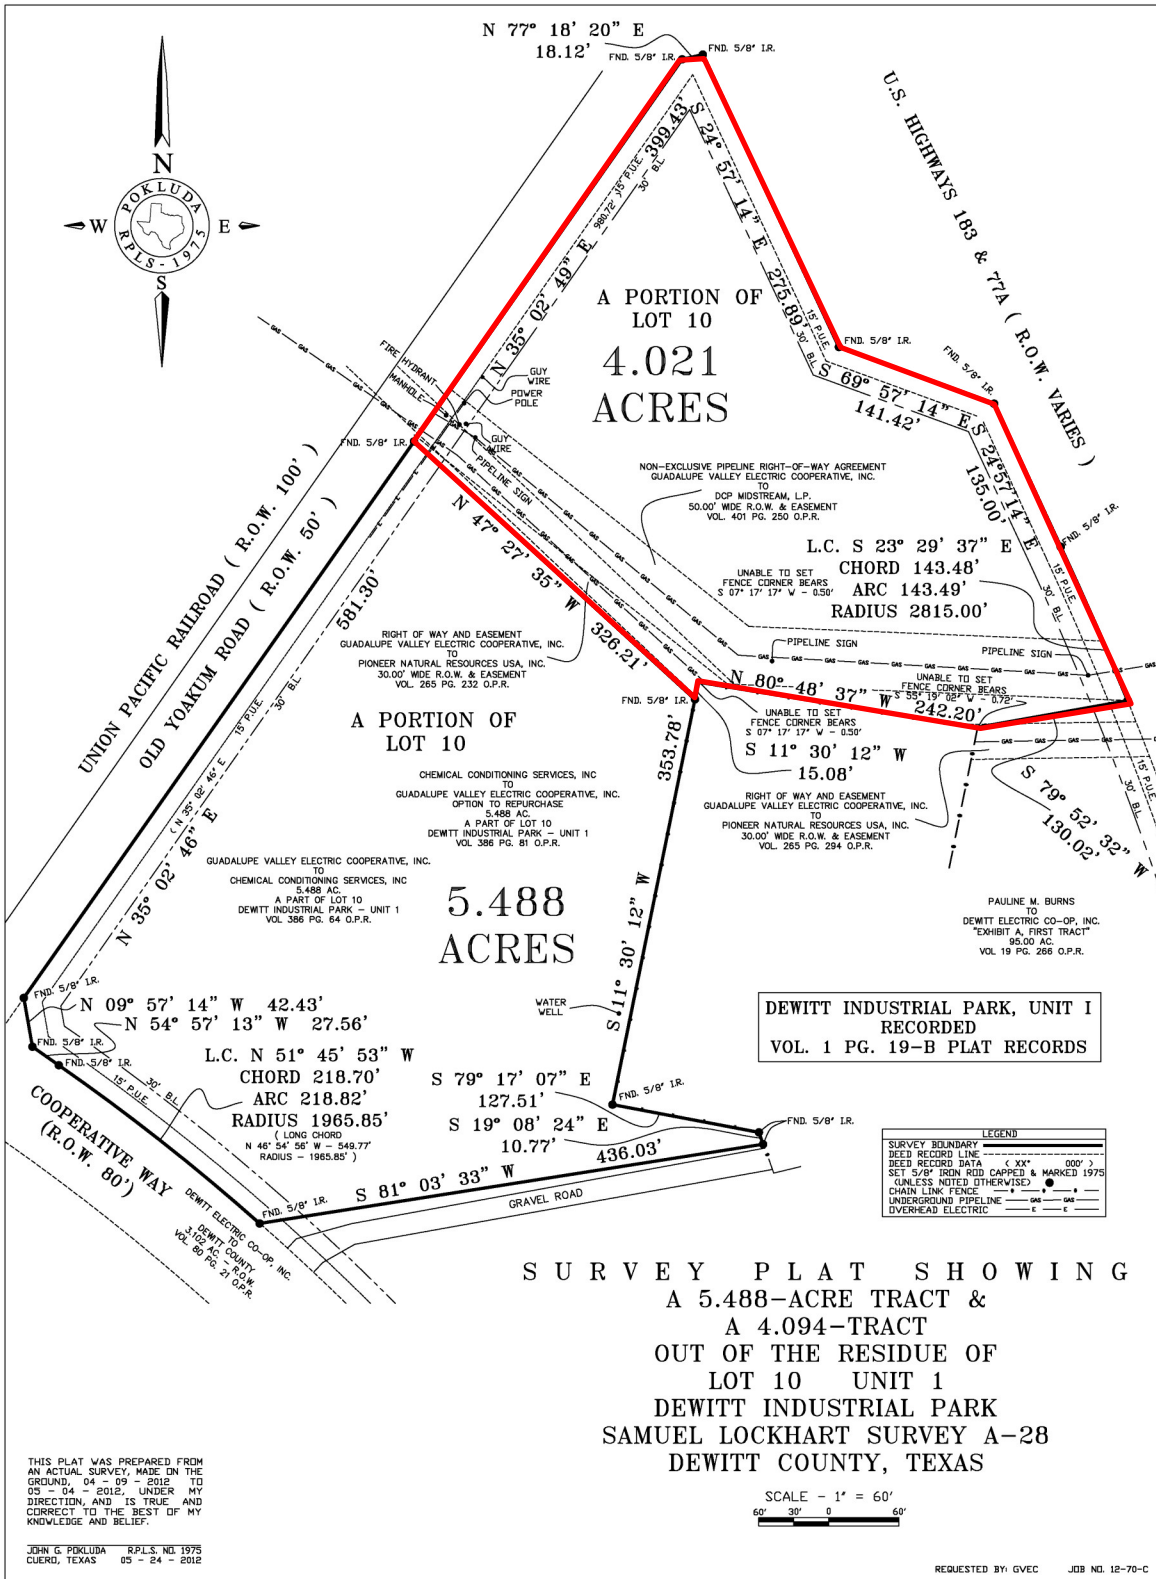 N 77° 18' 20" E
18.12'
FND. 5/8" I.R.
FND. 5/8" I.R.
N
POKLUDA
RPLS-1975
W
E
S
U.S. HIGHWAYS 183 & 77A ( R.O.W. VARIES )
S 24° 57' 14" E
275.89'
399.43'
15' P.U.E.
30' B.L.
980.72'
N 35° 02' 49" E
A PORTION OF
LOT 10
4.021
ACRES
15' P.U.E.
30' B.L.
FND. 5/8" I.R.
FND. 5/8" I.R.
S 69° 57' 14" E
141.42'
S 24°57'14" E
135.00'
FIRE HYDRANT
MANHOLE
GUY
WIRE
POWER
POLE
GUY
WIRE
PIPELINE SIGN
FND. 5/8" I.R.
NON-EXCLUSIVE PIPELINE RIGHT-OF-WAY AGREEMENT
GUADALUPE VALLEY ELECTRIC COOPERATIVE, INC.
TO
DCP MIDSTREAM, L.P.
50.00' WIDE R.O.W. & EASEMENT
VOL. 401 PG. 250 O.P.R.
FND. 5/8" I.R.
15' P.U.E.
30' B.L.
L.C. S 23° 29' 37" E
CHORD 143.48'
ARC 143.49'
RADIUS 2815.00'
UNABLE TO SET
FENCE CORNER BEARS
S 07° 17' 17" W - 0.50'
PIPELINE SIGN
PIPELINE SIGN
UNABLE TO SET
FENCE CORNER BEARS
S 55° 19' 02" W - 0.72'
N 47° 27' 35" W
326.21'
N 80° 48' 37" W
242.20'
UNION PACIFIC RAILROAD ( R.O.W. 100' )
OLD YOAKUM ROAD ( R.O.W. 50' )
581.30'
15' P.U.E.
30' B.L.
RIGHT OF WAY AND EASEMENT
GUADALUPE VALLEY ELECTRIC COOPERATIVE, INC.
TO
PIONEER NATURAL RESOURCES USA, INC.
30.00' WIDE R.O.W. & EASEMENT
VOL. 265 PG. 232 O.P.R.
FND. 5/8" I.R.
UNABLE TO SET
FENCE CORNER BEARS
S 07° 17' 17" W - 0.50'
S 11° 30' 12" W
15.08'
RIGHT OF WAY AND EASEMENT
GUADALUPE VALLEY ELECTRIC COOPERATIVE, INC.
TO
PIONEER NATURAL RESOURCES USA, INC.
30.00' WIDE R.O.W. & EASEMENT
VOL. 265 PG. 294 O.P.R.
S 79° 52' 32" W
130.02'
15' P.U.E.
30' B.L.
A PORTION OF
LOT 10
353.78'
S 11° 30' 12" W
CHEMICAL CONDITIONING SERVICES, INC
TO
GUADALUPE VALLEY ELECTRIC COOPERATIVE, INC.
OPTION TO REPURCHASE
5.488 AC.
A PART OF LOT 10
DEWITT INDUSTRIAL PARK - UNIT 1
VOL 386 PG. 81 O.P.R.
( N 35° 02' 46" E
N 35° 02' 46" E
GUADALUPE VALLEY ELECTRIC COOPERATIVE, INC.
TO
CHEMICAL CONDITIONING SERVICES, INC
5.488 AC.
A PART OF LOT 10
DEWITT INDUSTRIAL PARK - UNIT 1
VOL 386 PG. 64 O.P.R.
5.488
ACRES
PAULINE M. BURNS
TO
DEWITT ELECTRIC CO-OP, INC.
"EXHIBIT A, FIRST TRACT"
95.00 AC.
VOL 19 PG. 266 O.P.R.
FND. 5/8" I.R.
N 09° 57' 14" W 42.43'
N 54° 57' 13" W 27.56'
FND. 5/8" I.R.
FND. 5/8" I.R.
WATER
WELL
DEWITT INDUSTRIAL PARK, UNIT I
RECORDED
VOL. 1 PG. 19-B PLAT RECORDS
15' P.U.E.
30' B.L.
L.C. N 51° 45' 53" W
CHORD 218.70'
ARC 218.82'
RADIUS 1965.85'
( LONG CHORD
N 46° 54' 56" W - 549.77'
RADIUS - 1965.85' )
S 79° 17' 07" E
127.51'
S 19° 08' 24" E
10.77'
FND. 5/8" I.R.
FND. 5/8" I.R.
COOPERATIVE WAY
(R.O.W. 80')
S 81° 03' 33" W
436.03'
GRAVEL ROAD
FND. 5/8" I.R.
DEWITT ELECTRIC CO-OP, INC.
TO
DEWITT COUNTY
3.102 AC. - R.O.W.
VOL. 80 PG. 21 O.P.R.
LEGEND
SURVEY BOUNDARY
DEED RECORD LINE
DEED RECORD DATA ( XX° 000' )
SET 5/8" IRON ROD CAPPED & MARKED 1975
(UNLESS NOTED OTHERWISE)
CHAIN LINK FENCE
UNDERGROUND PIPELINE GAS GAS
OVERHEAD ELECTRIC E E
SURVEY PLAT SHOWING
A 5.488-ACRE TRACT &
A 4.094-TRACT
OUT OF THE RESIDUE OF
LOT 10 UNIT 1
DEWITT INDUSTRIAL PARK
SAMUEL LOCKHART SURVEY A-28
DEWITT COUNTY, TEXAS
SCALE - 1" = 60'
60' 30' 0 60'
THIS PLAT WAS PREPARED FROM
AN ACTUAL SURVEY, MADE ON THE
GROUND, 04 - 09 - 2012 TO
05 - 04 - 2012, UNDER MY
DIRECTION, AND IS TRUE AND
CORRECT TO THE BEST OF MY
KNOWLEDGE AND BELIEF.
JOHN G. POKLUDA R.P.L.S. NO. 1975
CUERO, TEXAS 05 - 24 - 2012
REQUESTED BY: GVEC JOB NO. 12-70-C